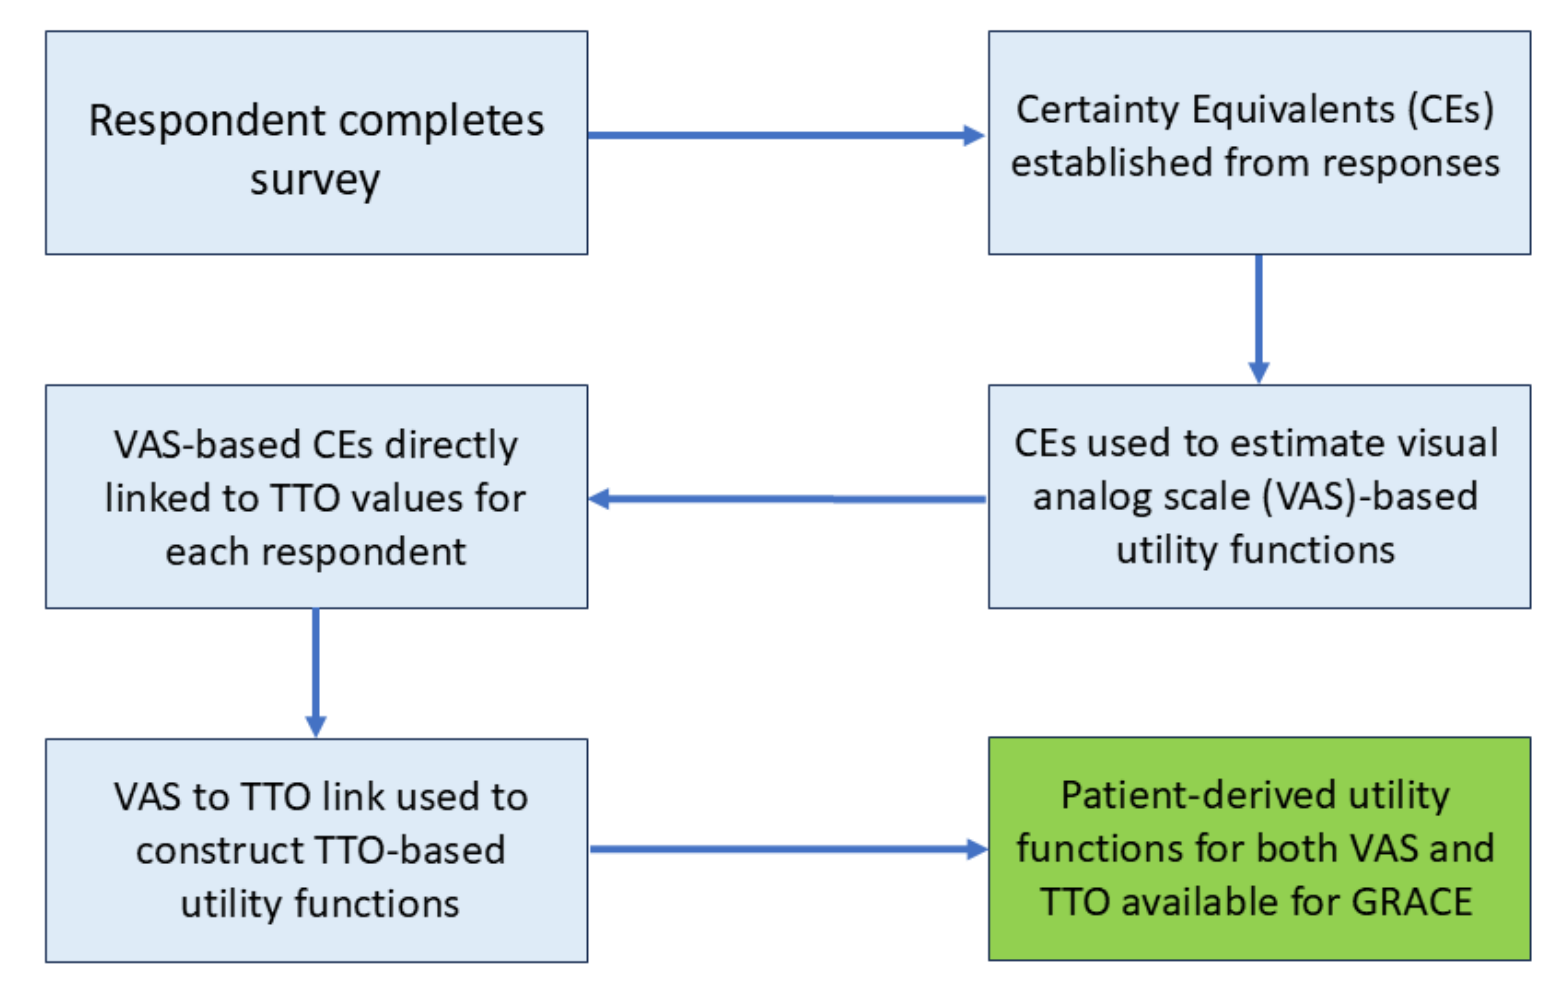 Respondent completes
survey
Certainty Equivalents (CEs)
established from responses
CEs used to estimate visual
analog scale (VAS)-based
utility functions
VAS-based CEs directly
linked to TTO values for
each respondent
VAS to TTO link used to
construct TTO-based
utility functions
Patient-derived utility
functions for both VAS and
TTO available for GRACE